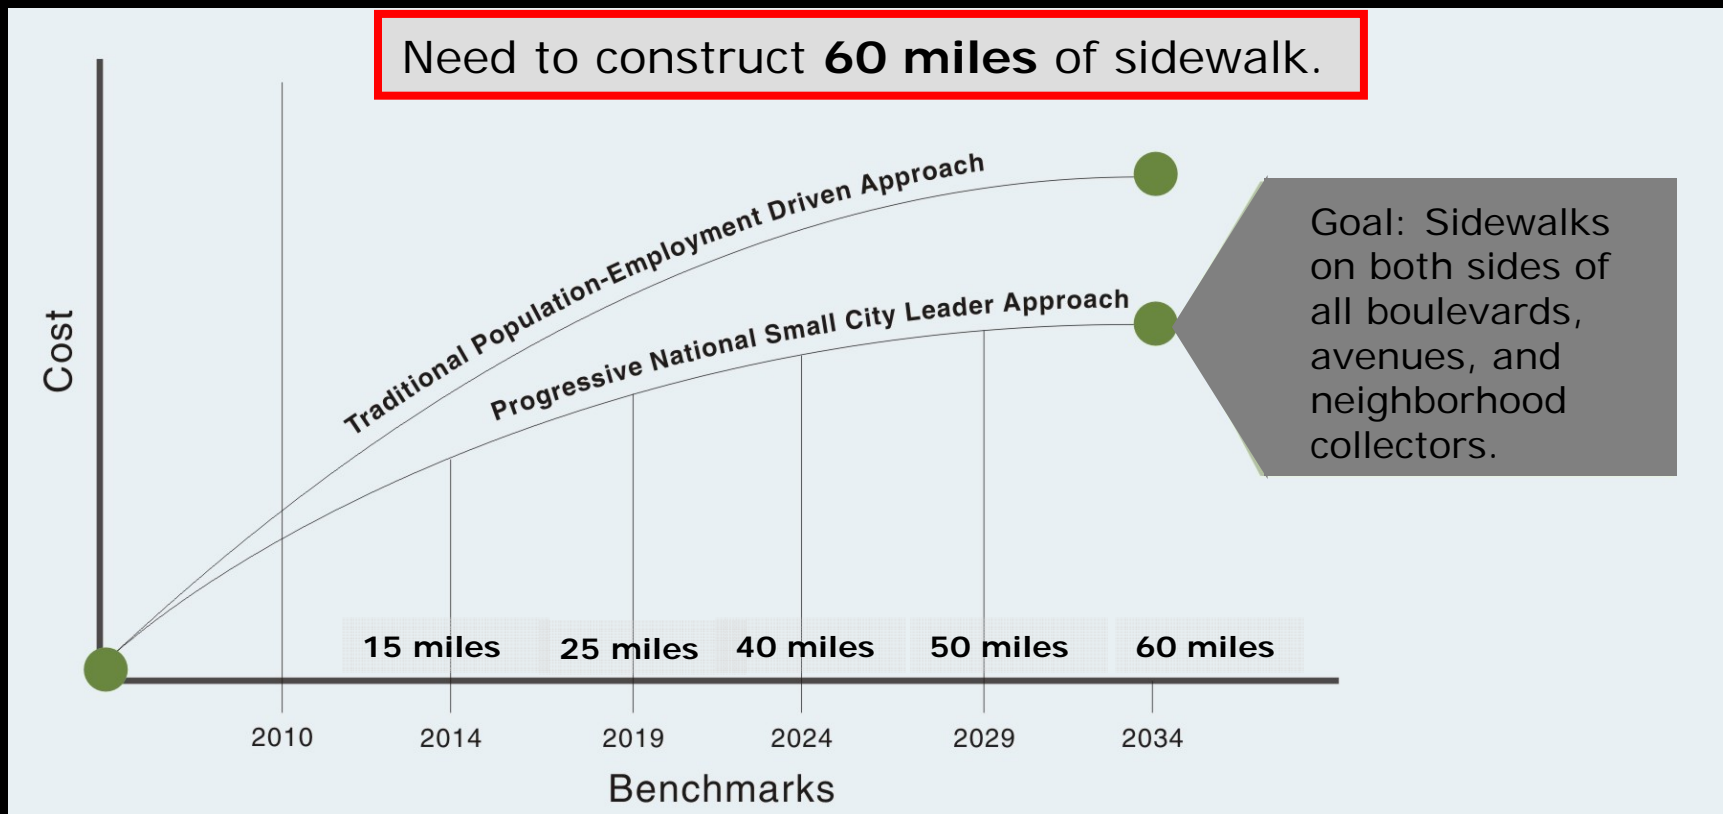 Need to construct 60 miles of sidewalk.
Traditional Population-Employment Driven Approach
Progressive National Small City Leader Approach
Goal: Sidewalks
on both sides of
all boulevards,
avenues, and
neighborhood
collectors.
Cost
15 miles 25 miles 40 miles 50 miles 60 miles
2010 2014 2019 2024 2029 2034
Benchmarks